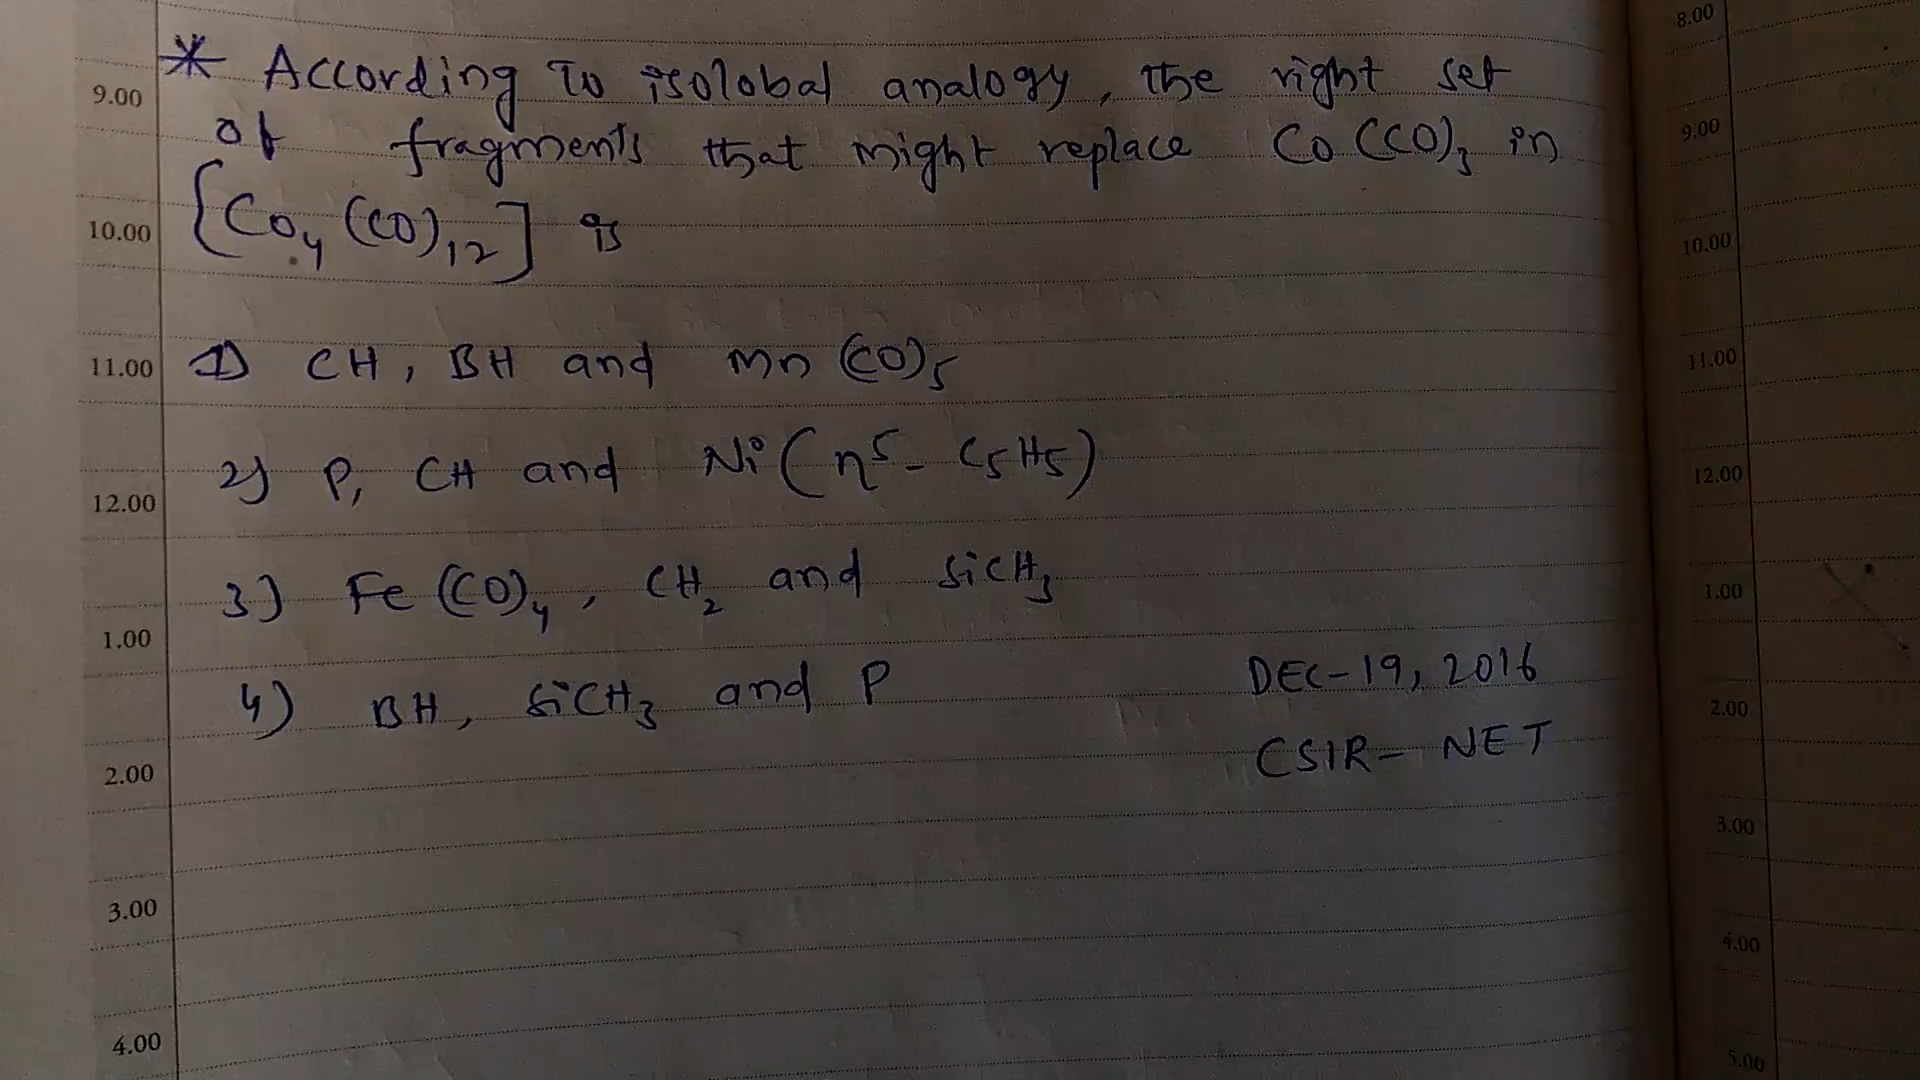 * According to isolobal analogy, the right set
of fragments that might replace Co(CO)₃ in
[Co₄(CO)₁₂] is
1) CH, BH and Mn(CO)₅
2) P, CH and Ni(η⁵-C₅H₅)
3) Fe(CO)₄, CH₂ and SiCH₃
4) BH, SiCH₃ and P
DEC-19, 2016
CSIR- NET
9.00
10.00
11.00
12.00
1.00
2.00
3.00
4.00
8.00
9.00
10.00
11.00
12.00
1.00
2.00
3.00
4.00
5.00